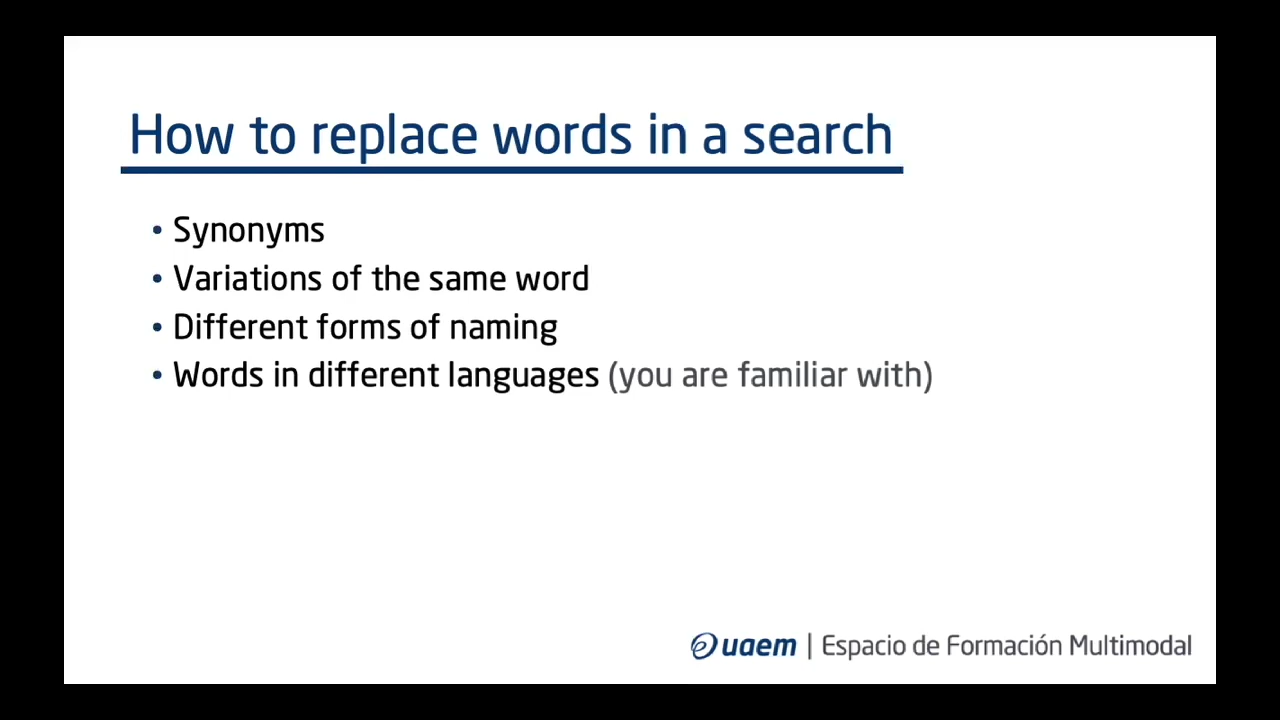 How to replace words in a search
• Synonyms
• Variations of the same word
• Different forms of naming
• Words in different languages (you are familiar with)
uaem | Espacio de Formación Multimodal